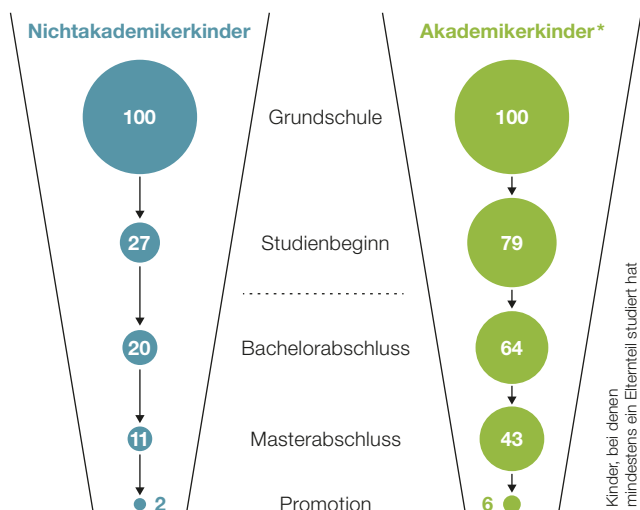 Nichtakademikerkinder
Akademikerkinder*
100
Grundschule
100
27
Studienbeginn
79
20
Bachelorabschluss
64
11
Masterabschluss
43
2
Promotion
6
Kinder, bei denen
mindestens ein Elternteil studiert hat